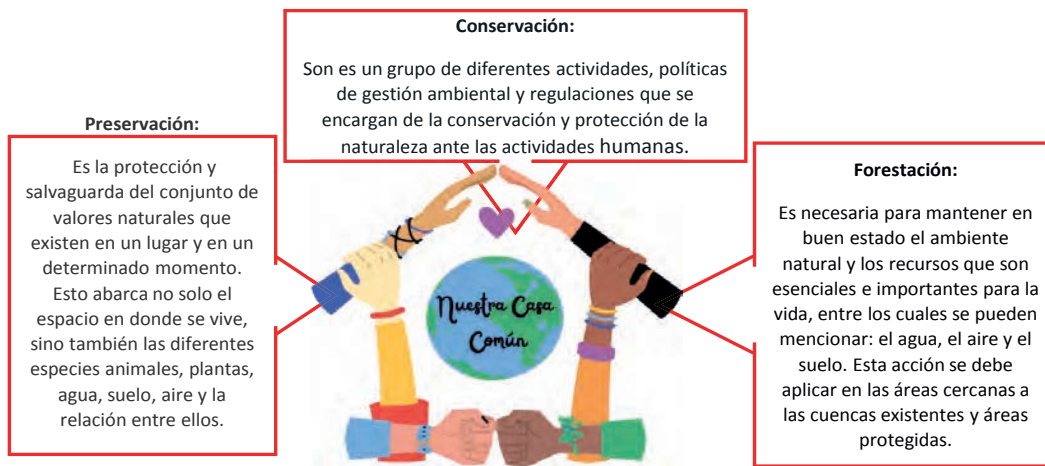 Conservación:
Son es un grupo de diferentes actividades, políticas
de gestión ambiental y regulaciones que se
encargan de la conservación y protección de la
naturaleza ante las actividades humanas.
Preservación:
Es la protección y
salvaguarda del conjunto de
valores naturales que
existen en un lugar y en un
determinado momento.
Esto abarca no solo el
espacio en donde se vive,
sino también las diferentes
especies animales, plantas,
agua, suelo, aire y la
relación entre ellos.
Nuestra Casa
Común
Forestación:
Es necesaria para mantener en
buen estado el ambiente
natural y los recursos que son
esenciales e importantes para la
vida, entre los cuales se pueden
mencionar: el agua, el aire y el
suelo. Esta acción se debe
aplicar en las áreas cercanas a
las cuencas existentes y áreas
protegidas.